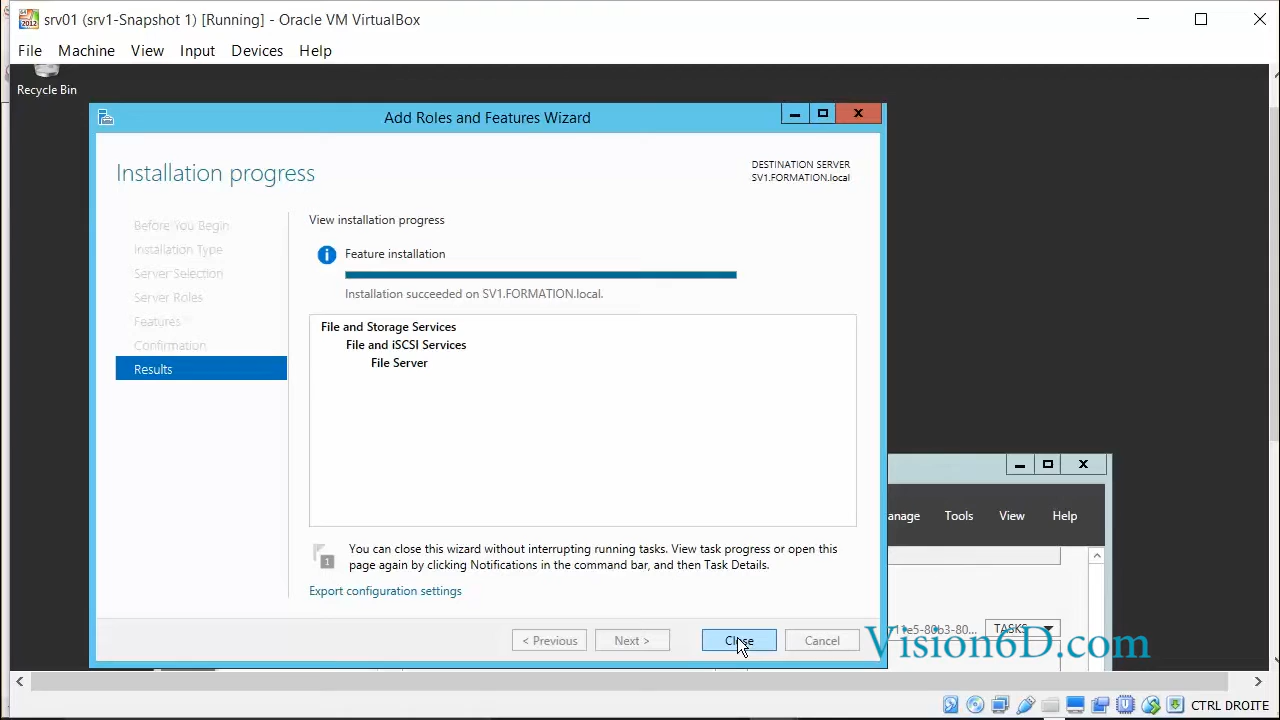 srv01 (srv1-Snapshot 1) [Running] - Oracle VM VirtualBox
File Machine View Input Devices Help
Recycle Bin
Add Roles and Features Wizard
Installation progress
DESTINATION SERVER
SV1.FORMATION.local
Before You Begin
Installation Type
Server Selection
Server Roles
Features
Confirmation
Results
View installation progress
Feature installation
Installation succeeded on SV1.FORMATION.local.
File and Storage Services
File and iSCSI Services
File Server
You can close this wizard without interrupting running tasks. View task progress or open this
page again by clicking Notifications in the command bar, and then Task Details.
Export configuration settings
< Previous Next > Close Cancel
anage Tools View Help
TASKS
Vision6D.com
CTRL DROITE